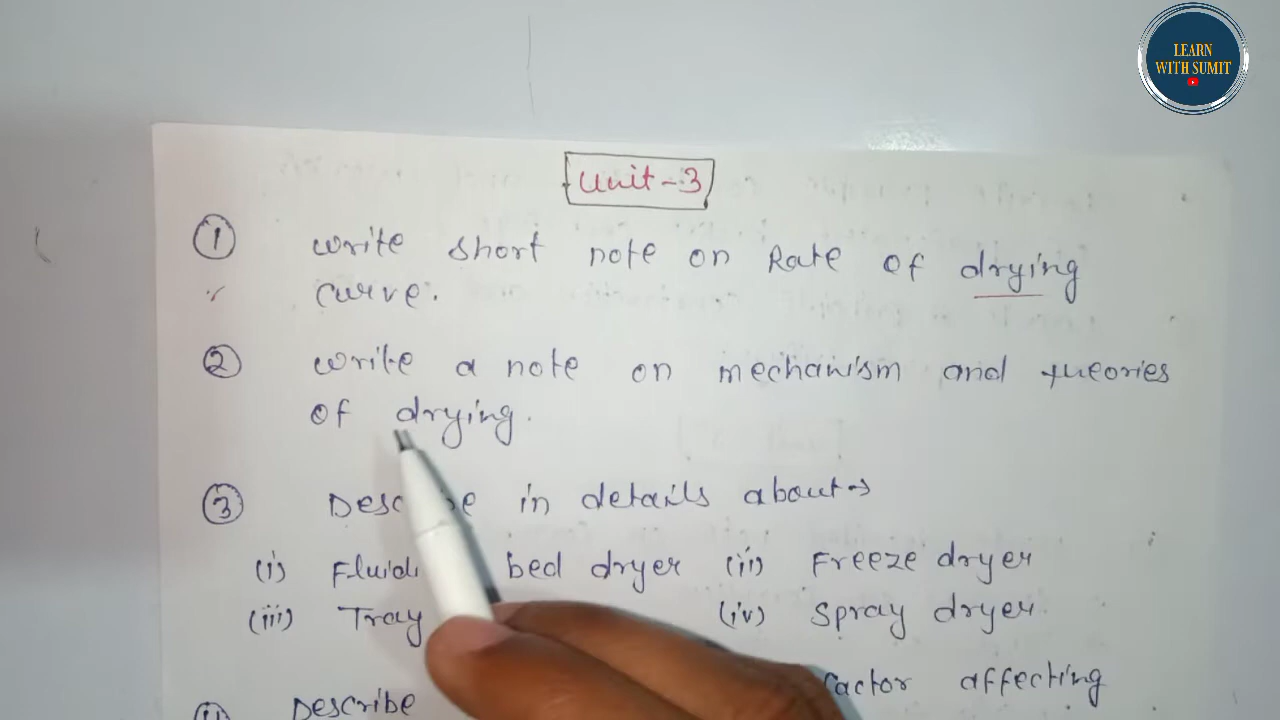 LEARN
WITH SUMIT
Unit-3
① Write short note on Rate of drying
curve.
② Write a note on mechanism and theories
of drying.
③ in details about→
(i) bed dryer (ii) Freeze dryer
(iii) Tray (iv) Spray dryer
Describe factor affecting